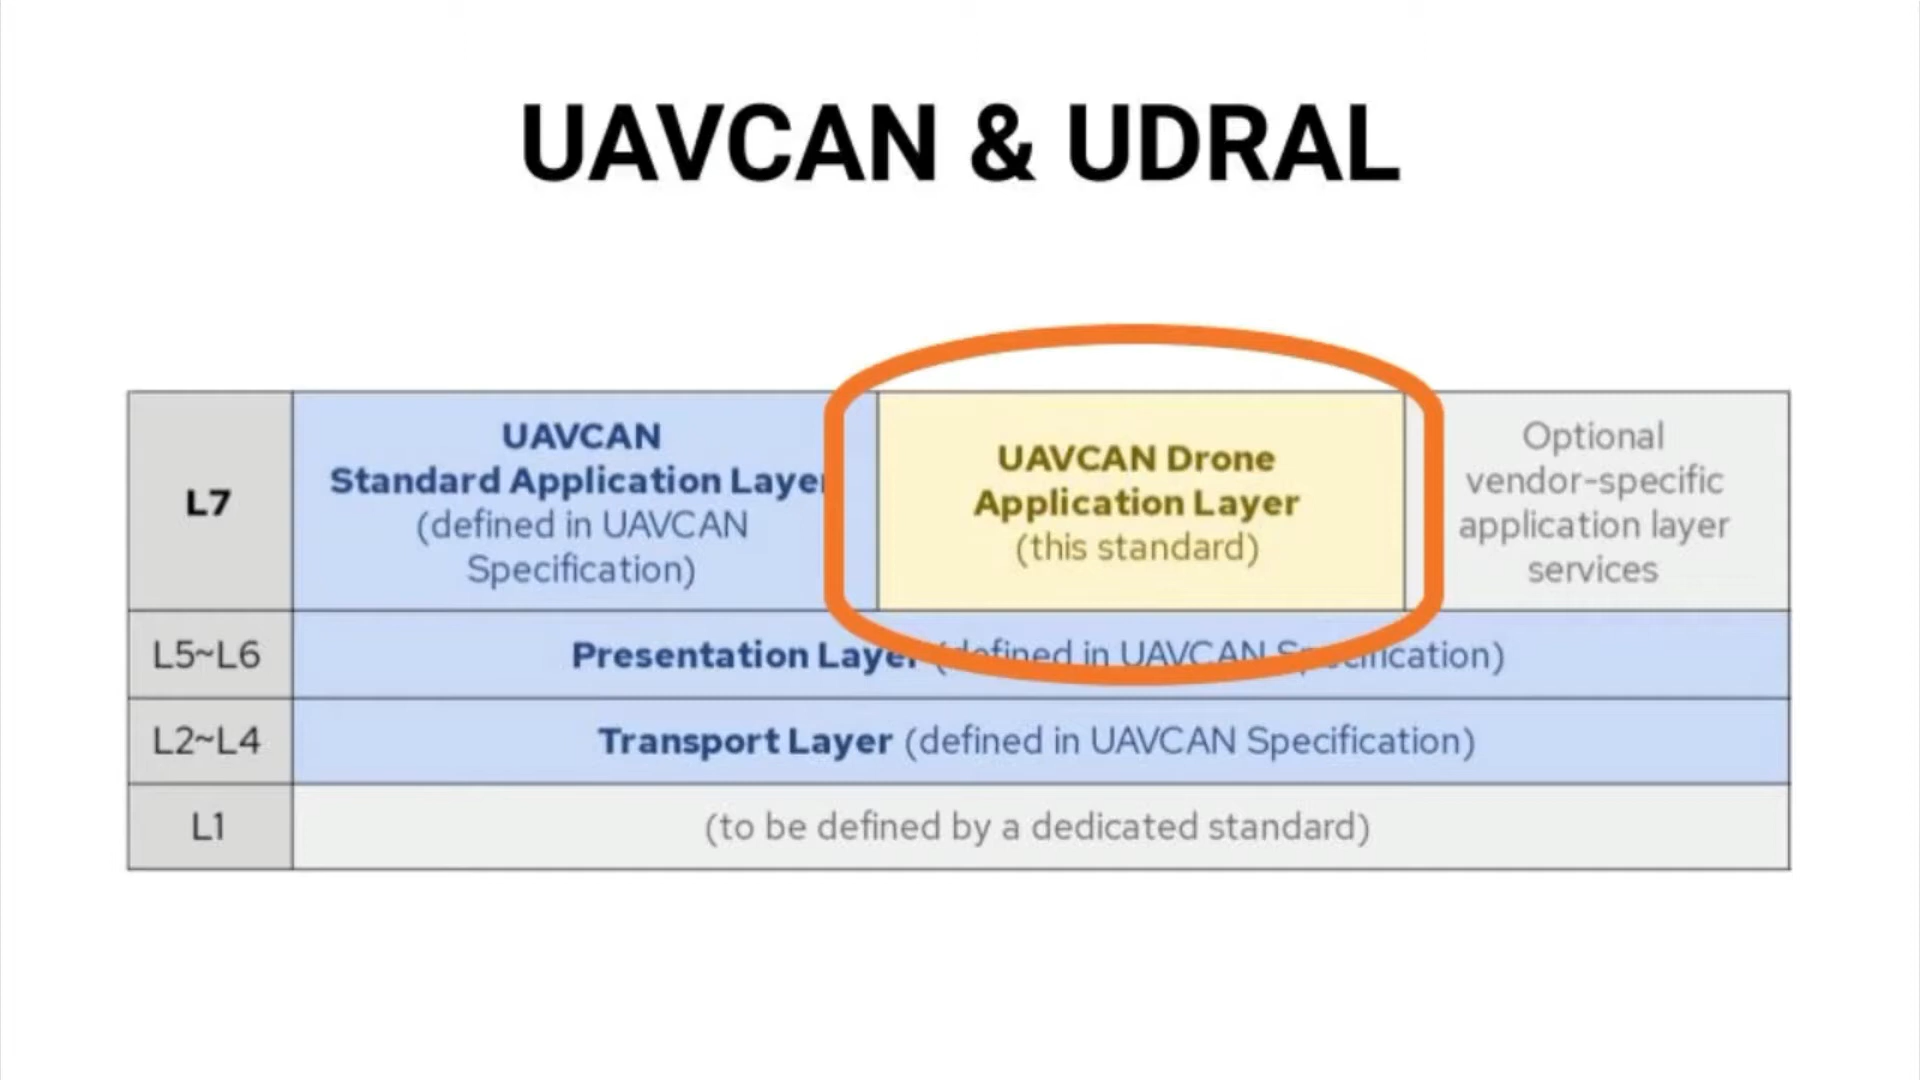 UAVCAN & UDRAL
L7
UAVCAN
Standard Application Layer
(defined in UAVCAN
Specification)
UAVCAN Drone
Application Layer
(this standard)
Optional
vendor-specific
application layer
services
L5~L6
Presentation Layer (defined in UAVCAN Specification)
L2~L4
Transport Layer (defined in UAVCAN Specification)
L1
(to be defined by a dedicated standard)